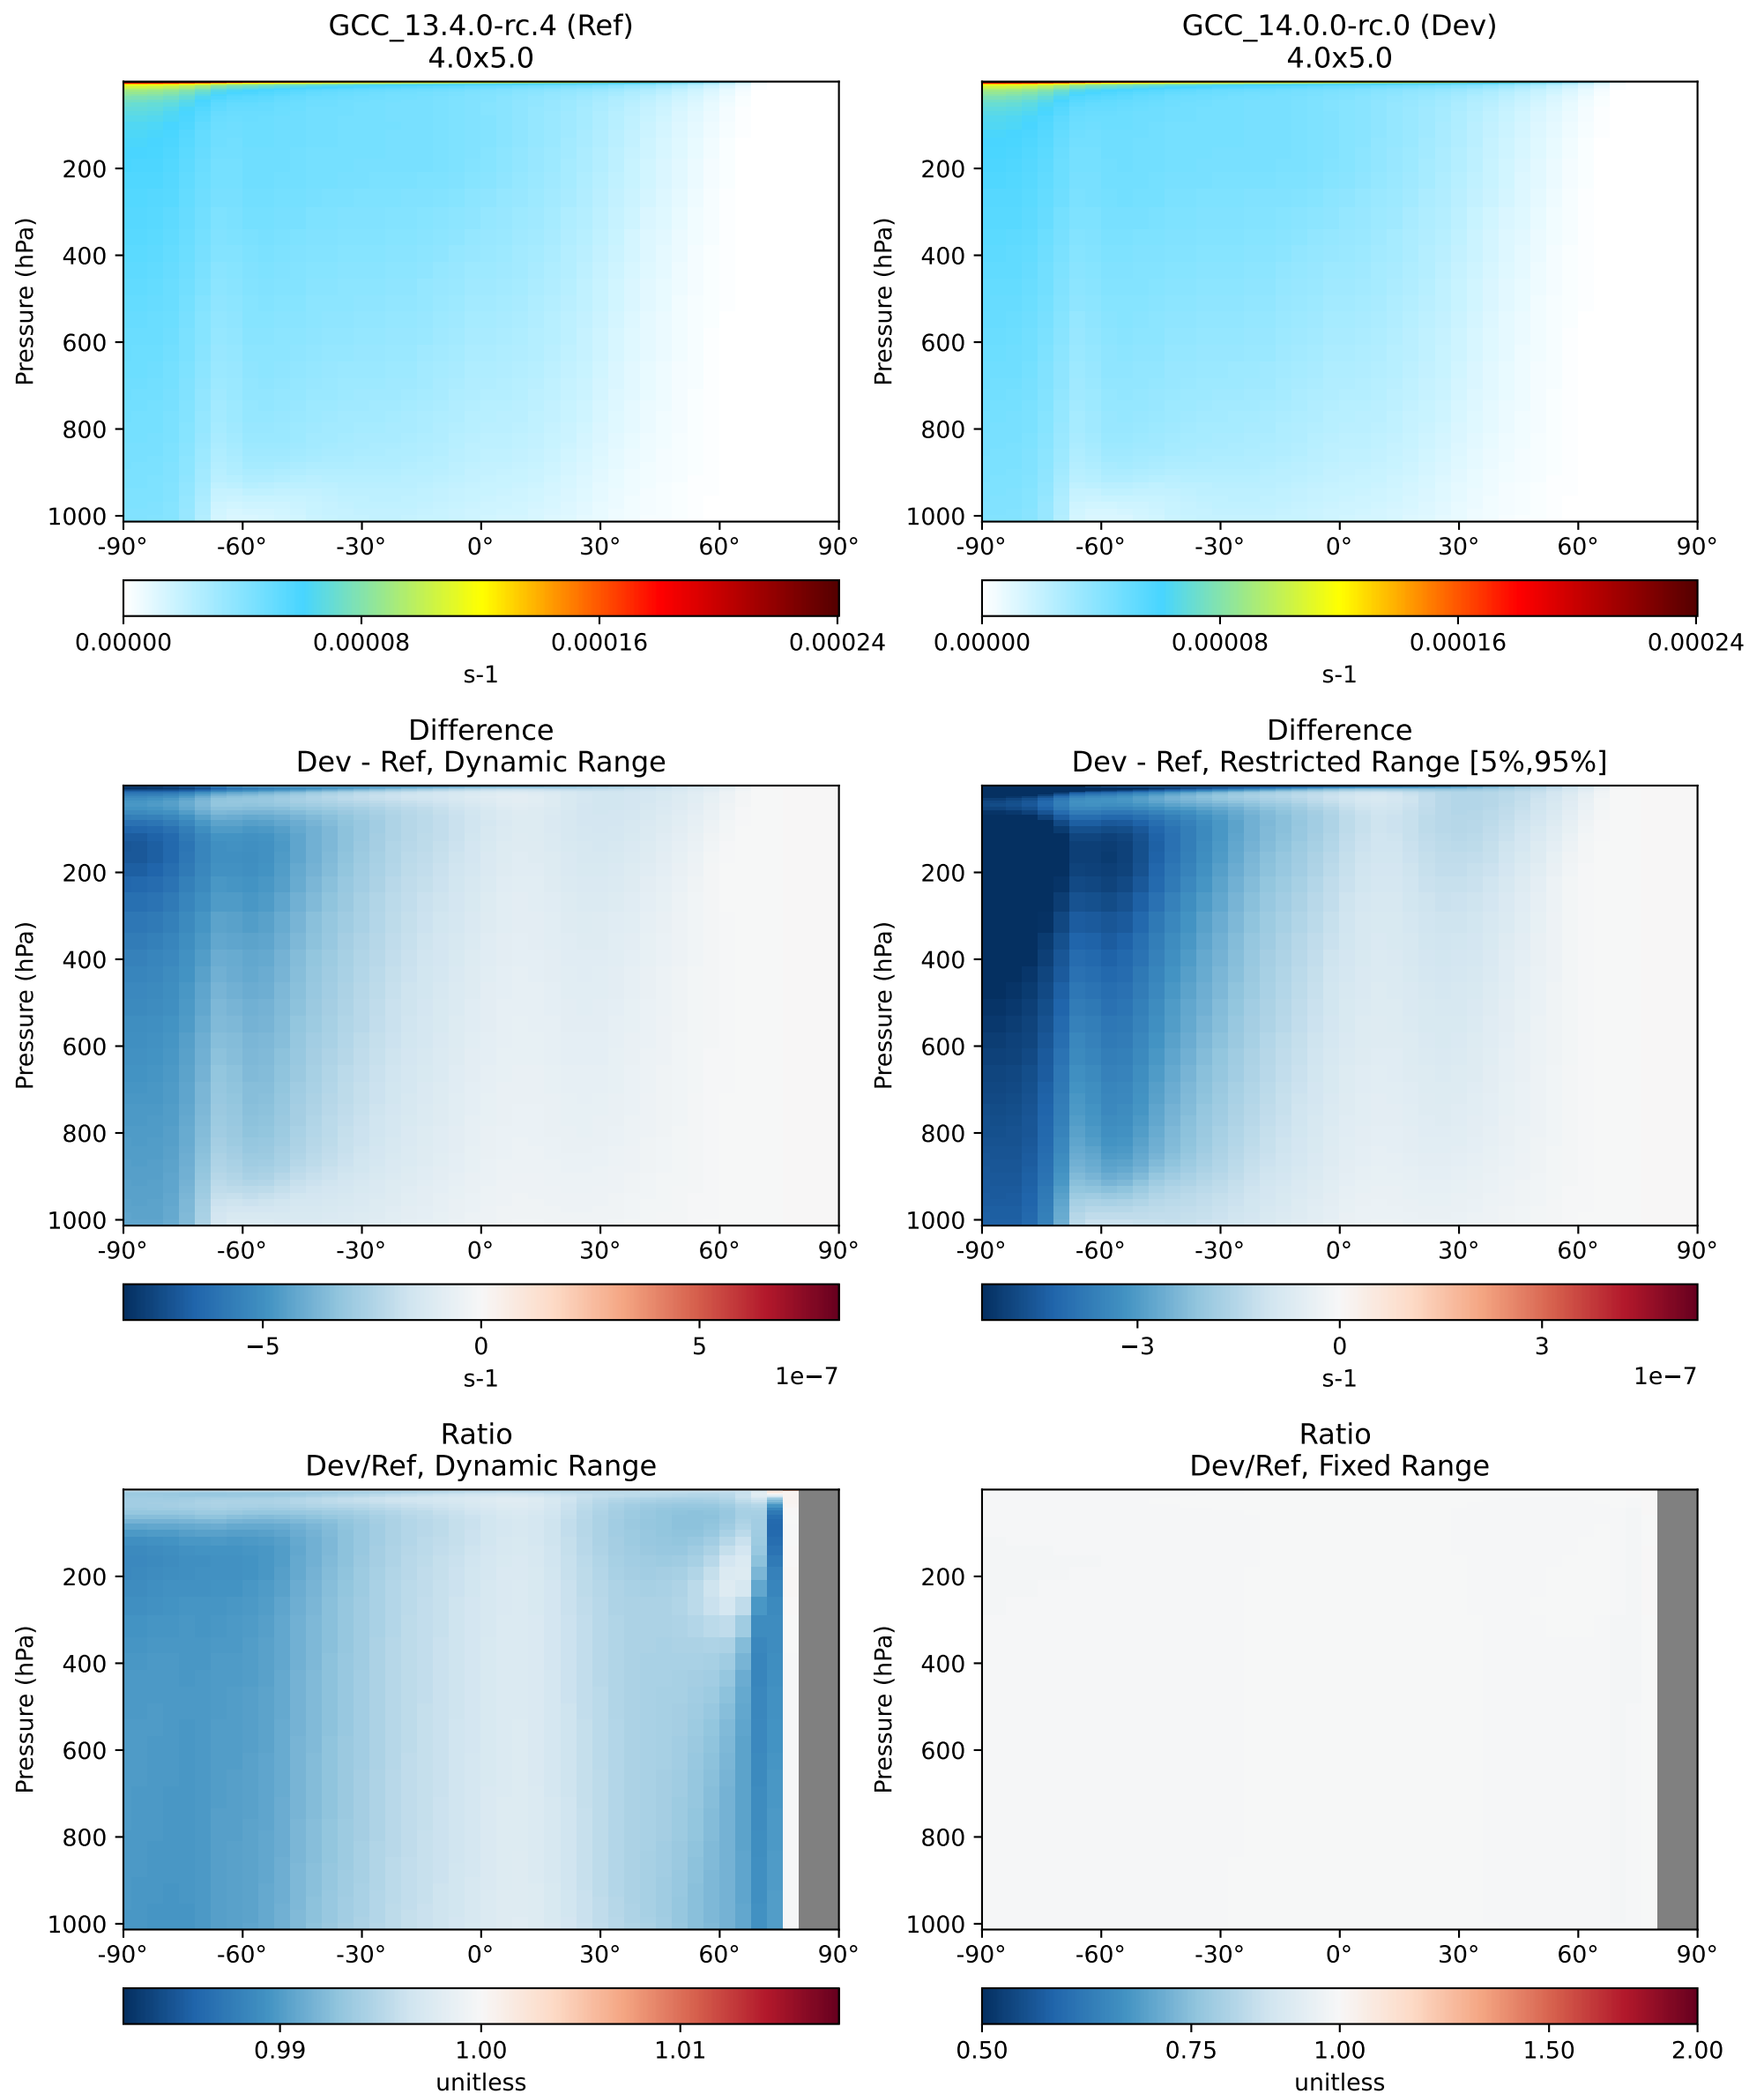 GCC_13.4.0-rc.4 (Ref)
4.0x5.0
Pressure (hPa)
200
400
600
800
1000
-90° -60° -30° 0° 30° 60° 90°
0.00000 0.00008 0.00016 0.00024
s-1
GCC_14.0.0-rc.0 (Dev)
4.0x5.0
Pressure (hPa)
200
400
600
800
1000
-90° -60° -30° 0° 30° 60° 90°
0.00000 0.00008 0.00016 0.00024
s-1
Difference
Dev - Ref, Dynamic Range
Pressure (hPa)
200
400
600
800
1000
-90° -60° -30° 0° 30° 60° 90°
−5 0 5
s-1 1e−7
Difference
Dev - Ref, Restricted Range [5%,95%]
Pressure (hPa)
200
400
600
800
1000
-90° -60° -30° 0° 30° 60° 90°
−3 0 3
s-1 1e−7
Ratio
Dev/Ref, Dynamic Range
Pressure (hPa)
200
400
600
800
1000
-90° -60° -30° 0° 30° 60° 90°
0.99 1.00 1.01
unitless
Ratio
Dev/Ref, Fixed Range
Pressure (hPa)
200
400
600
800
1000
-90° -60° -30° 0° 30° 60° 90°
0.50 0.75 1.00 1.50 2.00
unitless